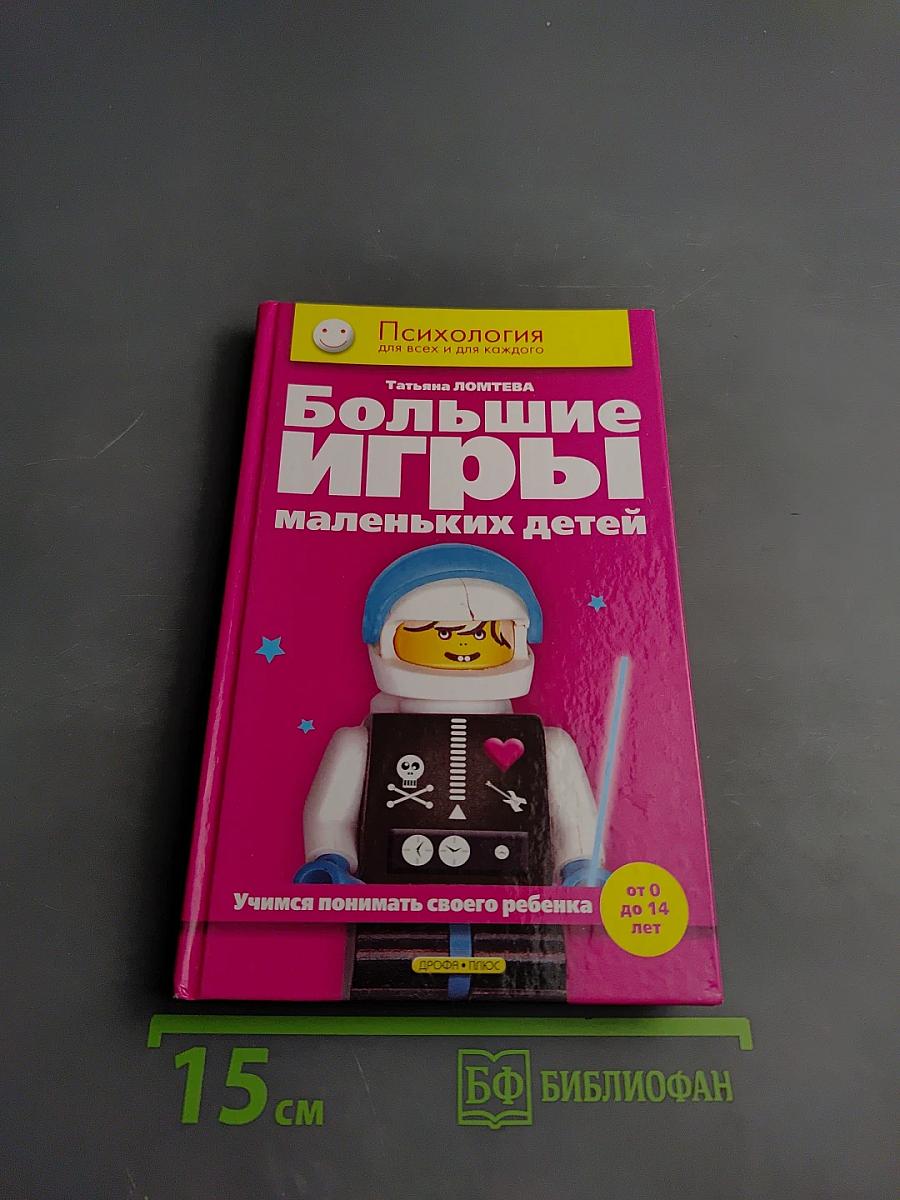 Психология
для всех и для каждого
Татьяна ЛОМТЕВА
Большие
игры
маленьких детей
Учимся понимать своего ребенка
от 0
до 14
лет
ДРОФА • ПЛЮС
15 см
БФ БИБЛИОФАН